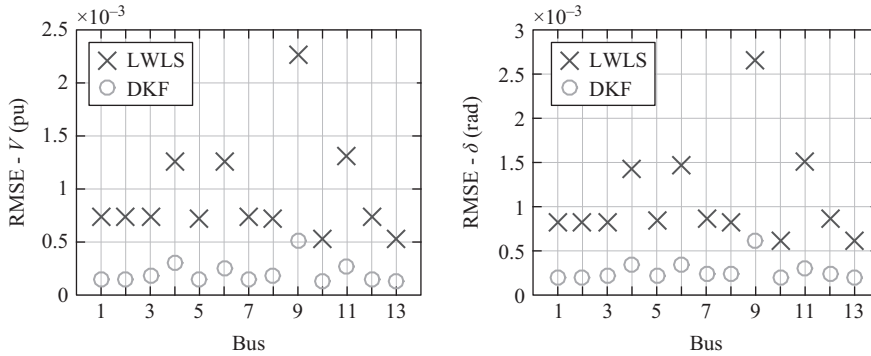 ×10⁻³
2.5
2
1.5
1
0.5
0
RMSE - V (pu)
LWLS
DKF
1 3 5 7 9 11 13
Bus
×10⁻³
3
2.5
2
1.5
1
0.5
0
RMSE - δ (rad)
LWLS
DKF
1 3 5 7 9 11 13
Bus